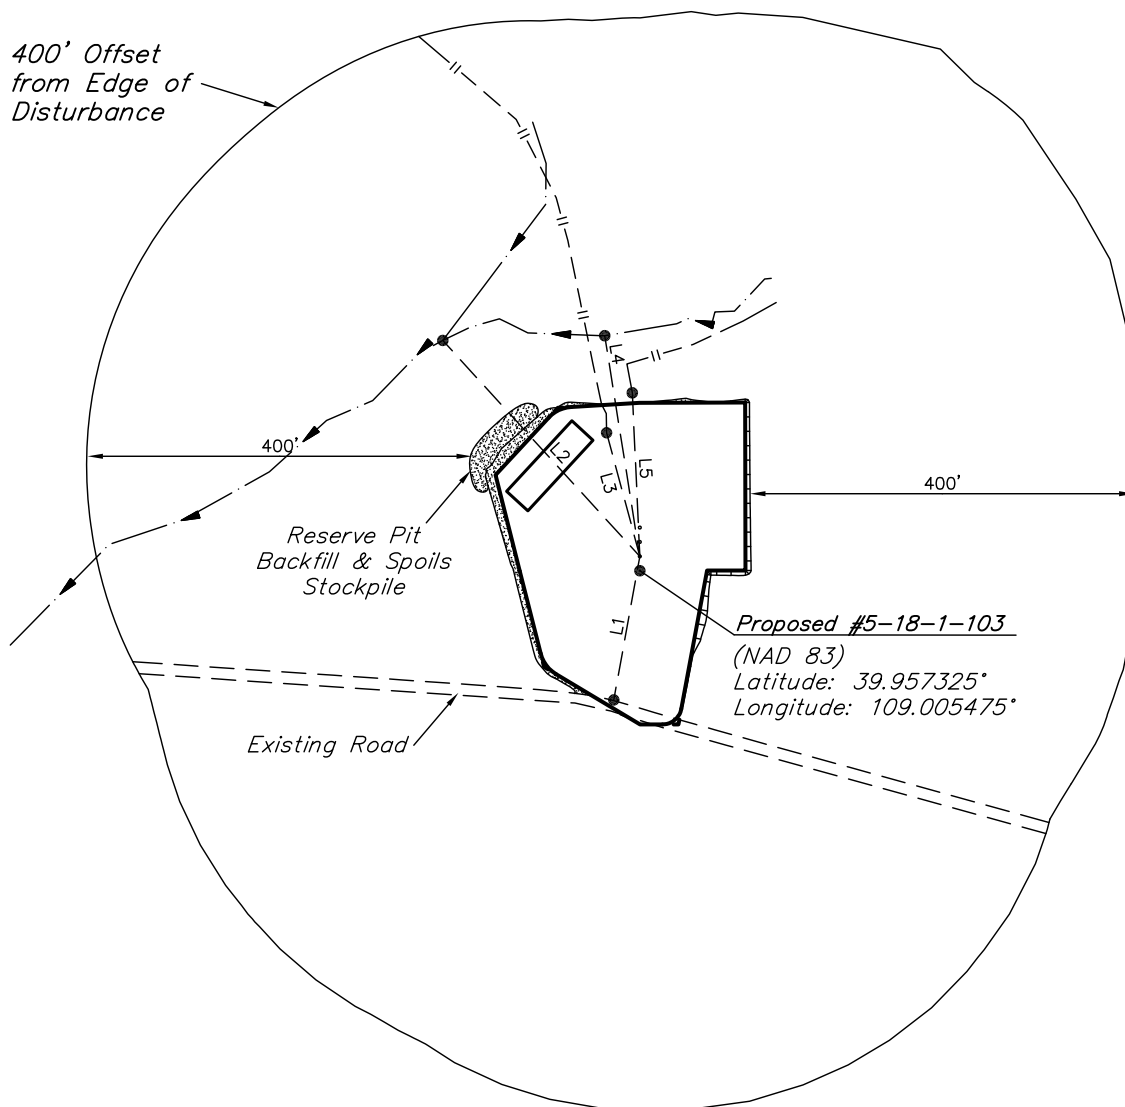 400' Offset
from Edge of
Disturbance
L4
400'
L2
L3
L5
400'
Reserve Pit
Backfill & Spoils
Stockpile
L1
Proposed #5-18-1-103
(NAD 83)
Latitude: 39.957325°
Longitude: 109.005475°
Existing Road